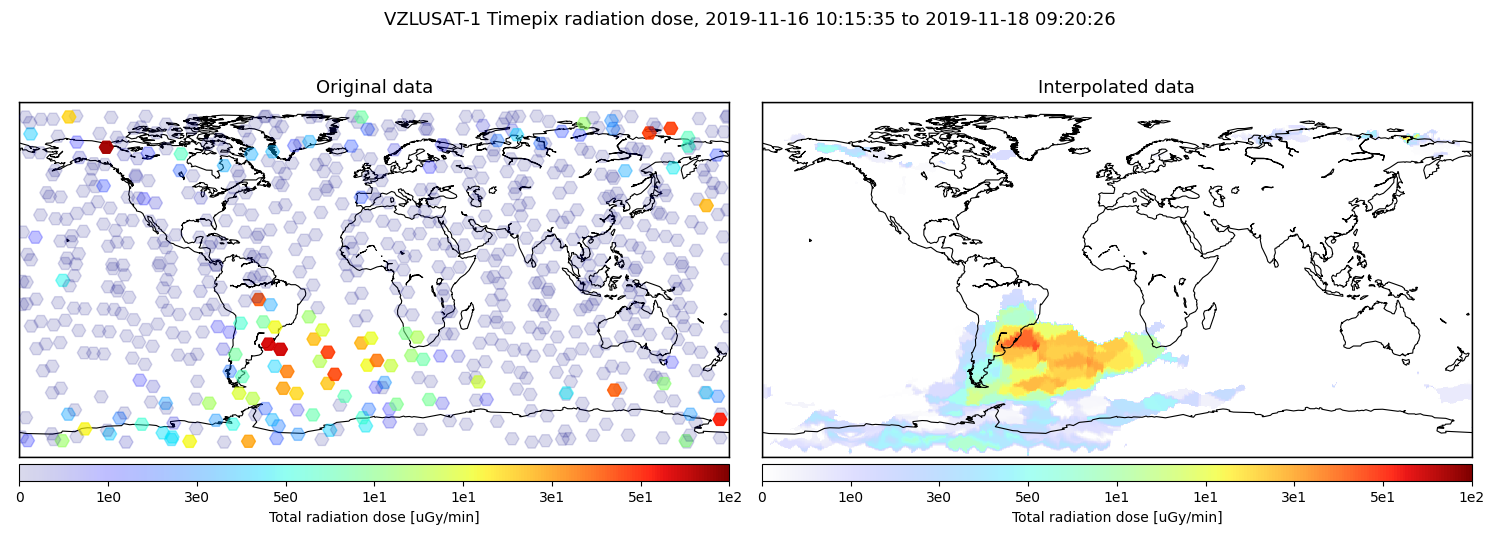 VZLUSAT-1 Timepix radiation dose, 2019-11-16 10:15:35 to 2019-11-18 09:20:26
Original data
Interpolated data
0 1e0 3e0 5e0 1e1 1e1 3e1 5e1 1e2
0 1e0 3e0 5e0 1e1 1e1 3e1 5e1 1e2
Total radiation dose [uGy/min]
Total radiation dose [uGy/min]